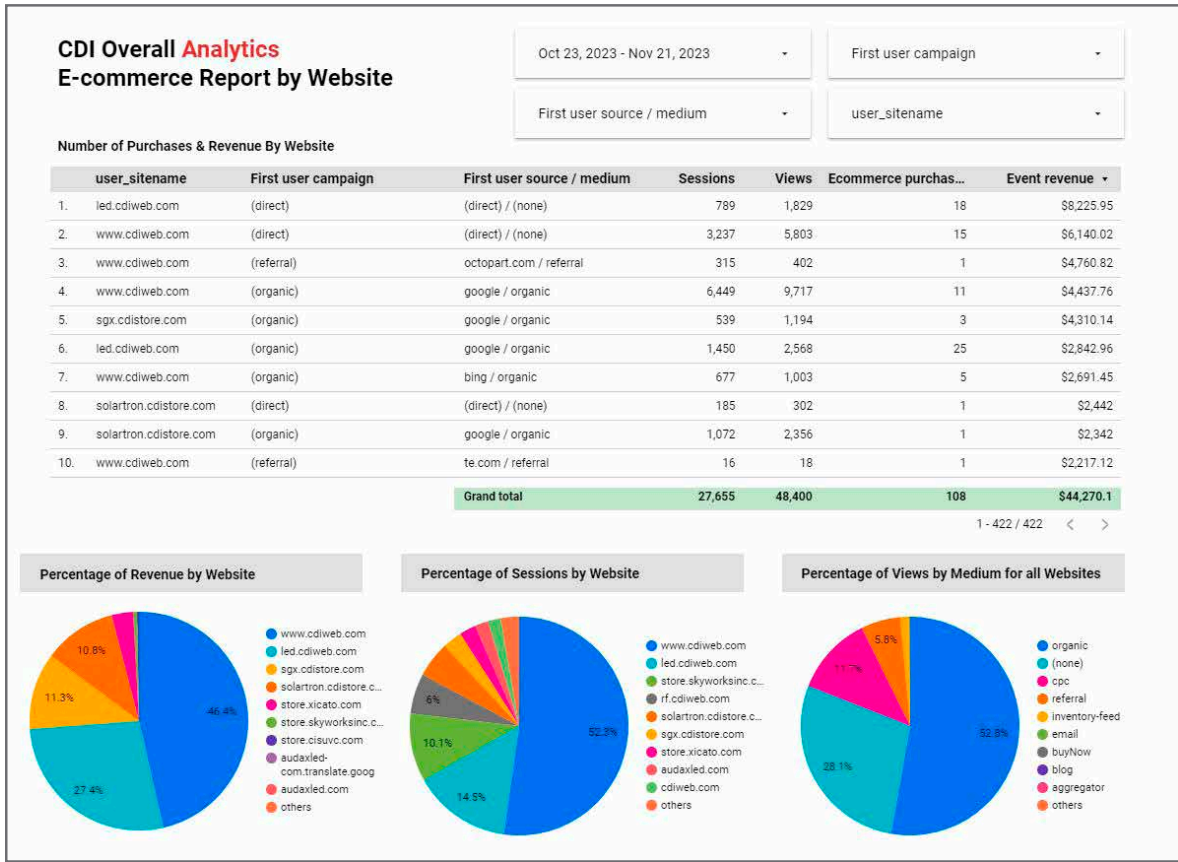 CDI Overall Analytics
E-commerce Report by Website
Oct 23, 2023 - Nov 21, 2023
First user campaign
First user source / medium
user_sitename
Number of Purchases & Revenue By Website
user_sitename First user campaign First user source / medium Sessions Views Ecommerce purchas... Event revenue
1. led.cdiweb.com (direct) (direct) / (none) 789 1,829 18 $8,225.95
2. www.cdiweb.com (direct) (direct) / (none) 3,237 5,803 15 $6,140.02
3. www.cdiweb.com (referral) octopart.com / referral 315 402 1 $4,760.82
4. www.cdiweb.com (organic) google / organic 6,449 9,717 11 $4,437.76
5. sgx.cdistore.com (organic) google / organic 539 1,194 3 $4,310.14
6. led.cdiweb.com (organic) google / organic 1,450 2,568 25 $2,842.96
7. www.cdiweb.com (organic) bing / organic 677 1,003 5 $2,691.45
8. solartron.cdistore.com (direct) (direct) / (none) 185 302 1 $2,442
9. solartron.cdistore.com (organic) google / organic 1,072 2,356 1 $2,342
10. www.cdiweb.com (referral) te.com / referral 16 18 1 $2,217.12
Grand total 27,655 48,400 108 $44,270.1
1 - 422 / 422
Percentage of Revenue by Website
46.4%
27.4%
11.3%
10.8%
www.cdiweb.com
led.cdiweb.com
sgx.cdistore.com
solartron.cdistore.c...
store.xicato.com
store.skyworksinc.c...
store.cisuvc.com
audaxled-
com.translate.goog
audaxled.com
others
Percentage of Sessions by Website
14.5%
10.1%
6%
www.cdiweb.com
led.cdiweb.com
store.skyworksinc.c...
rf.cdiweb.com
solartron.cdistore.c...
sgx.cdistore.com
store.xicato.com
audaxled.com
cdiweb.com
others
Percentage of Views by Medium for all Websites
52.8%
28.1%
5.8%
organic
(none)
cpc
referral
inventory-feed
email
buyNow
blog
aggregator
others